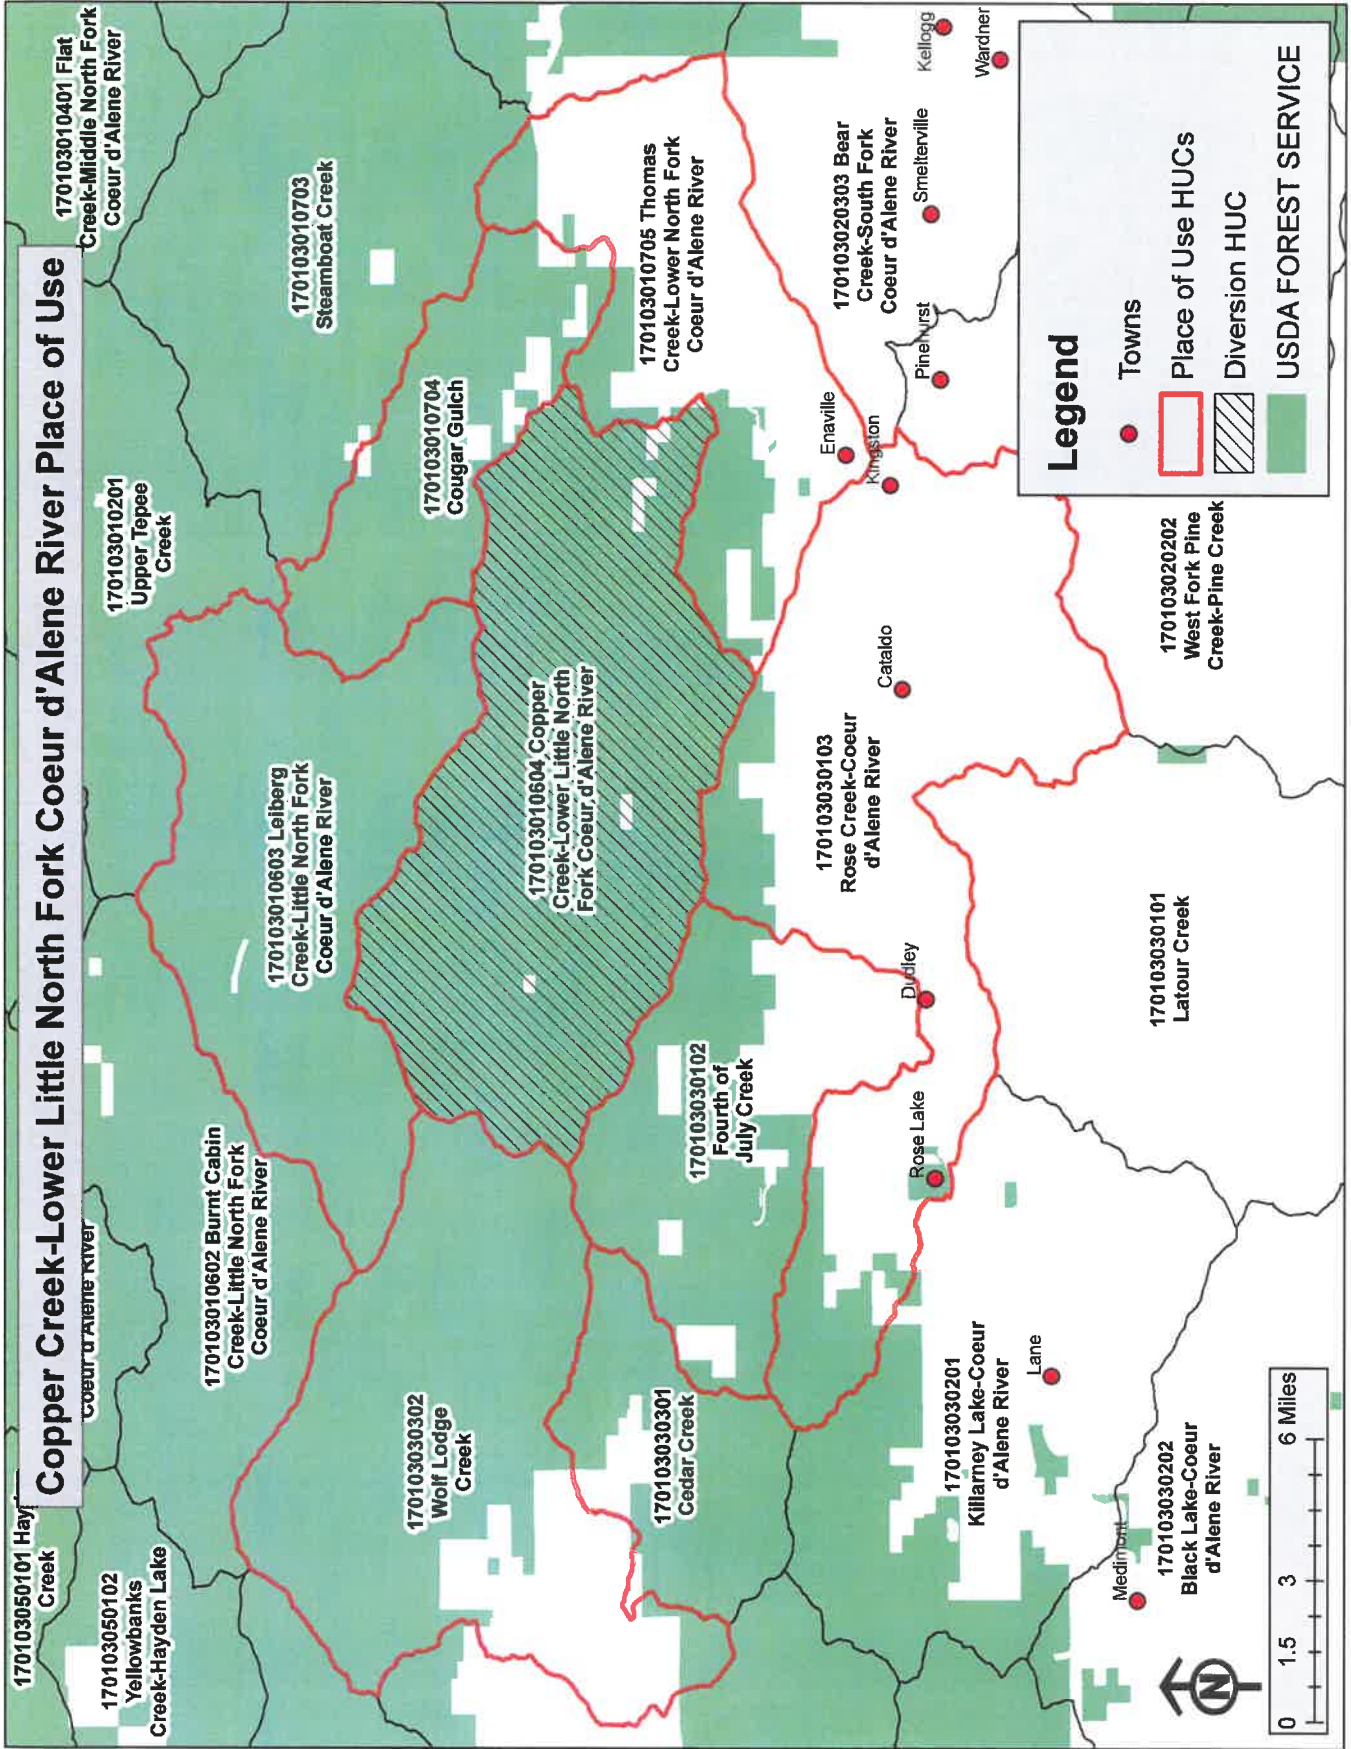 Copper Creek-Lower Little North Fork Coeur d'Alene River Place of Use
170103050101 Hay
Creek
170103050102
Yellowbanks
Creek-Hayden Lake
Coeur d'Alene River
170103010602 Burnt Cabin
Creek-Little North Fork
Coeur d'Alene River
170103010603 Leiberg
Creek-Little North Fork
Coeur d'Alene River
170103010201
Upper Tepee
Creek
170103010401 Flat
Creek-Middle North Fork
Coeur d'Alene River
170103010703
Steamboat Creek
170103010704
Cougar Gulch
170103010604 Copper
Creek-Lower Little North
Fork Coeur d'Alene River
170103010705 Thomas
Creek-Lower North Fork
Coeur d'Alene River
170103030302
Wolf Lodge
Creek
170103030301
Cedar Creek
170103030102
Fourth of
July Creek
170103030103
Rose Creek-Coeur
d'Alene River
170103020303 Bear
Creek-South Fork
Coeur d'Alene River
Kellogg
Wardner
Smelterville
Pinehurst
Enaville
Kingston
Cataldo
Dudley
Rose Lake
Lane
Medimont
170103030201
Killarney Lake-Coeur
d'Alene River
170103030202
Black Lake-Coeur
d'Alene River
170103030101
Latour Creek
170103020202
West Fork Pine
Creek-Pine Creek
N
0 1.5 3 6 Miles
Legend
Towns
Place of Use HUCs
Diversion HUC
USDA FOREST SERVICE